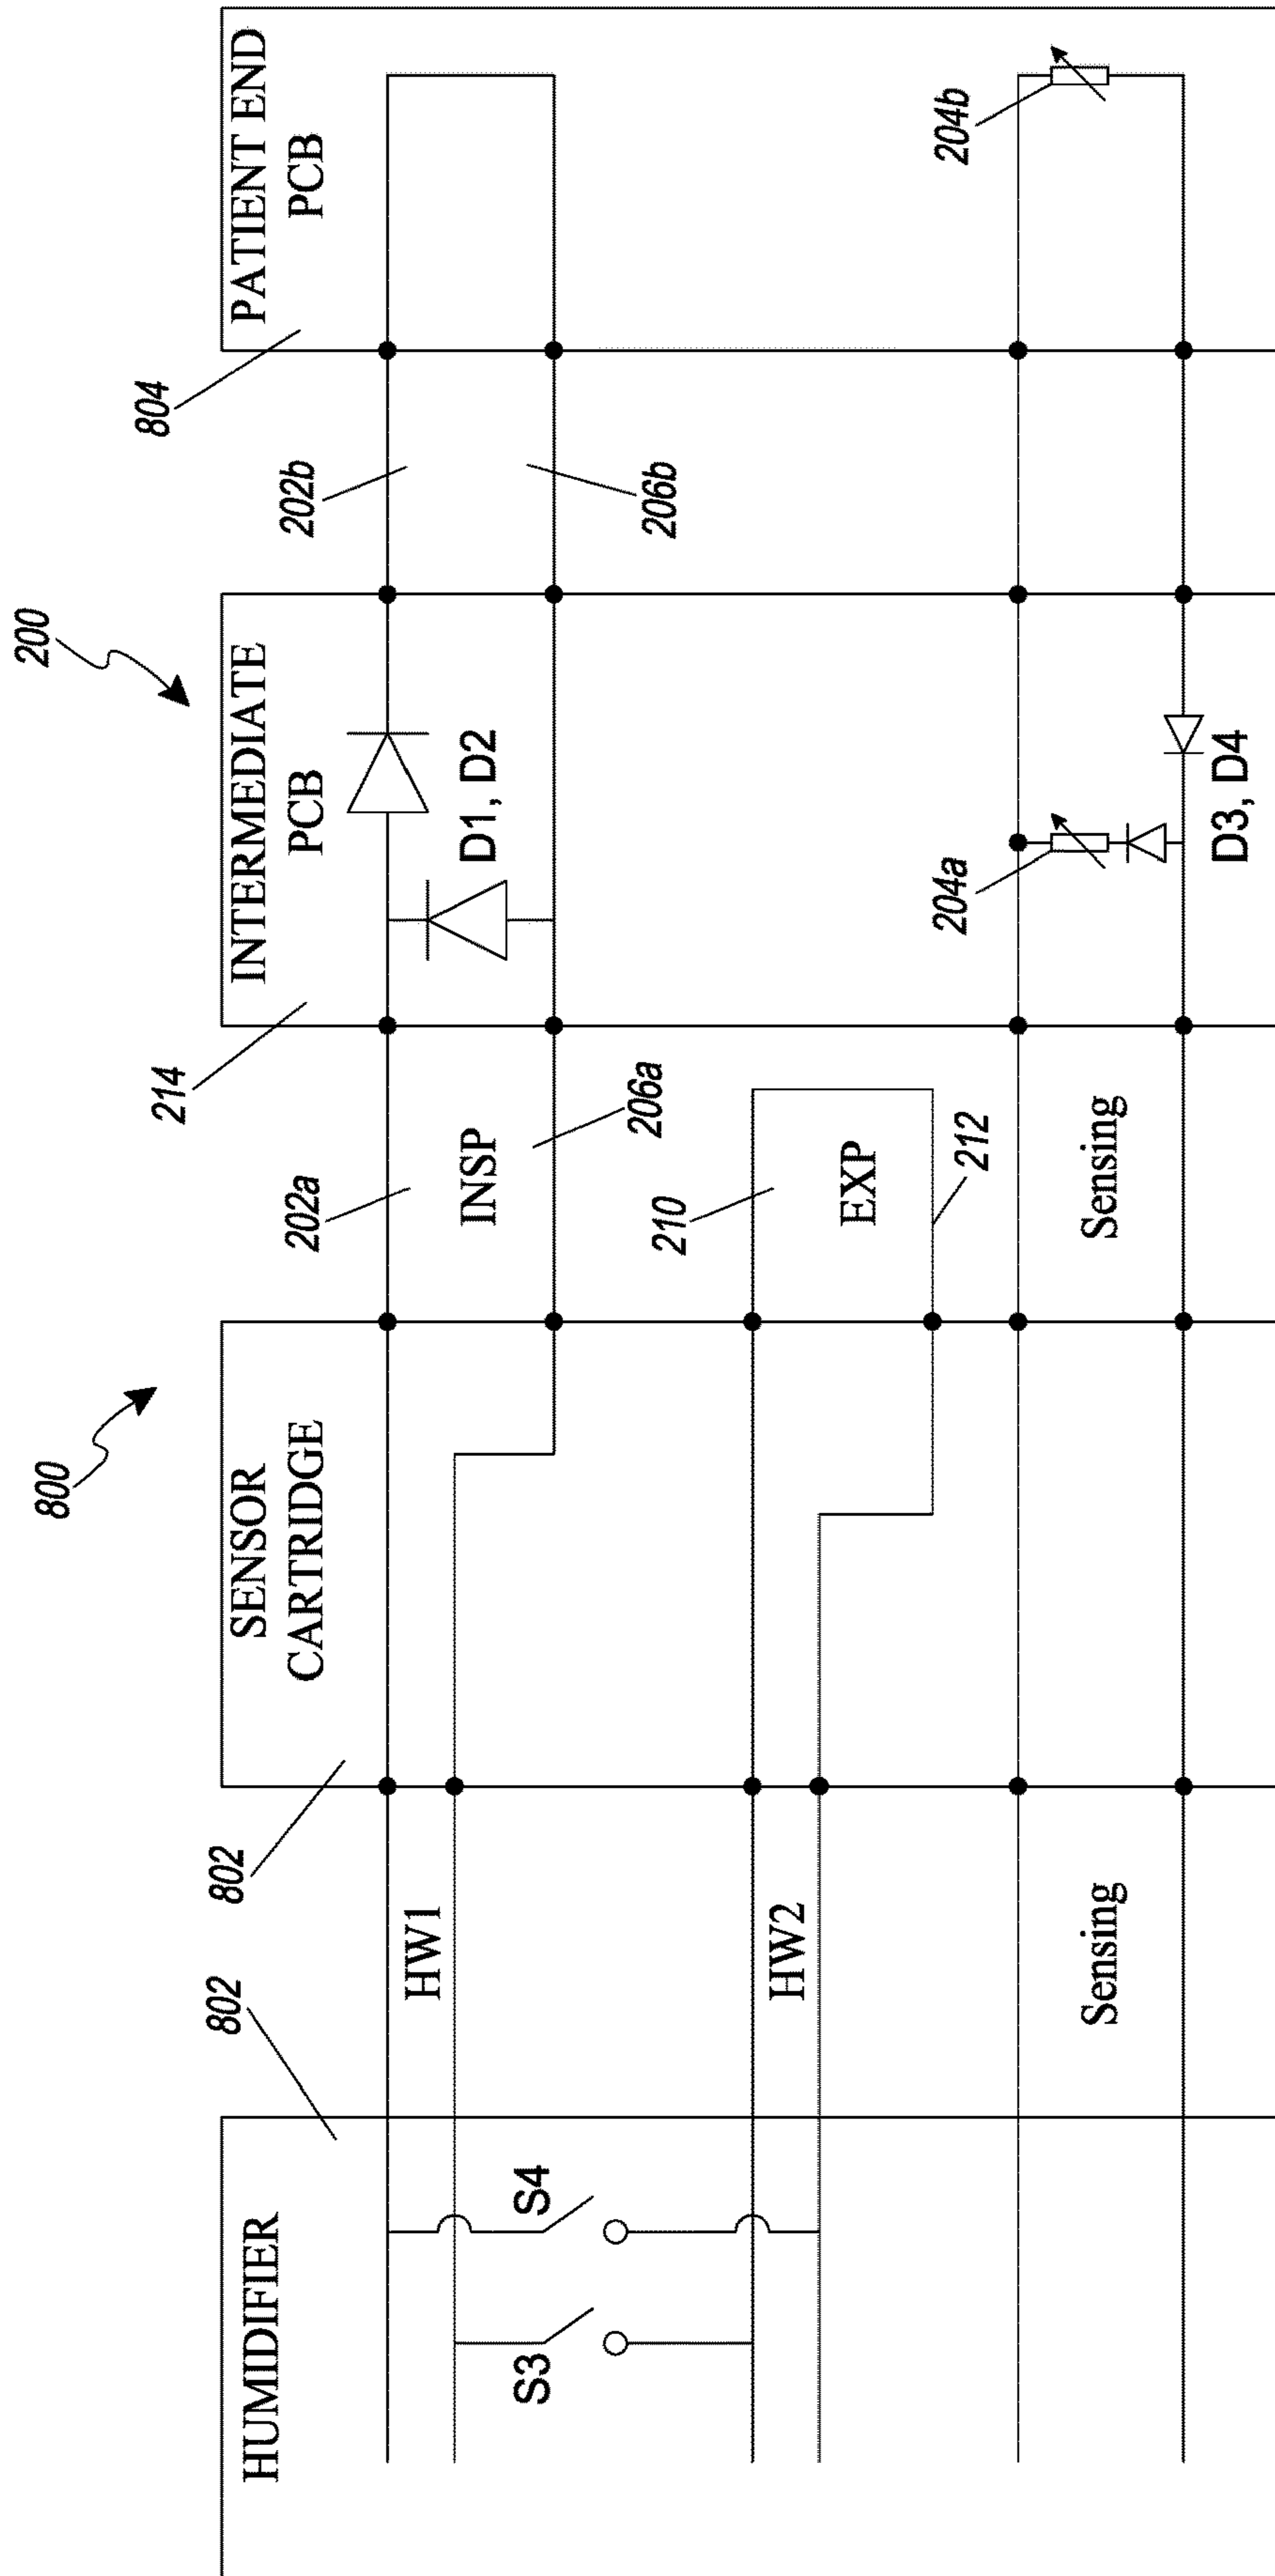 800
200
HUMIDIFIER
802
802
SENSOR
CARTRIDGE
214
INTERMEDIATE
PCB
804
PATIENT END
PCB
HW1
S3
S4
HW2
Sensing
202a
INSP
206a
210
EXP
212
Sensing
D1, D2
204a
D3, D4
202b
206b
204b